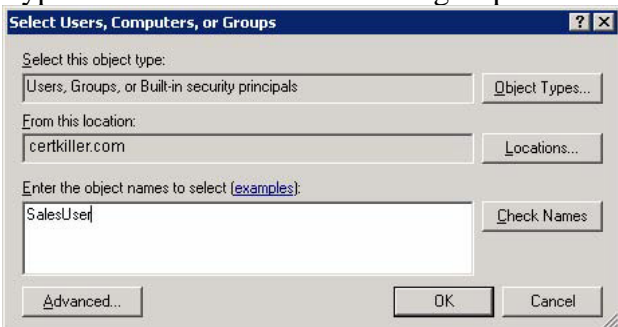 Select Users, Computers, or Groups
Select this object type:
Users, Groups, or Built-in security principals
Object Types...
From this location:
certkiller.com
Locations...
Enter the object names to select (examples):
SalesUser
Check Names
Advanced...
OK
Cancel